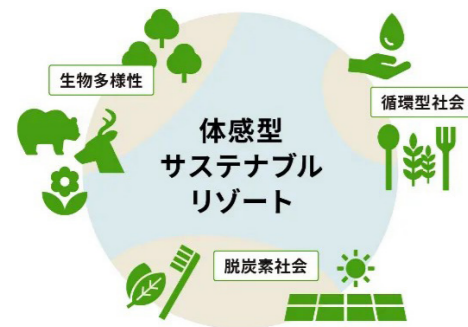 生物多様性
循環型社会
体感型
サステナブル
リゾート
脱炭素社会